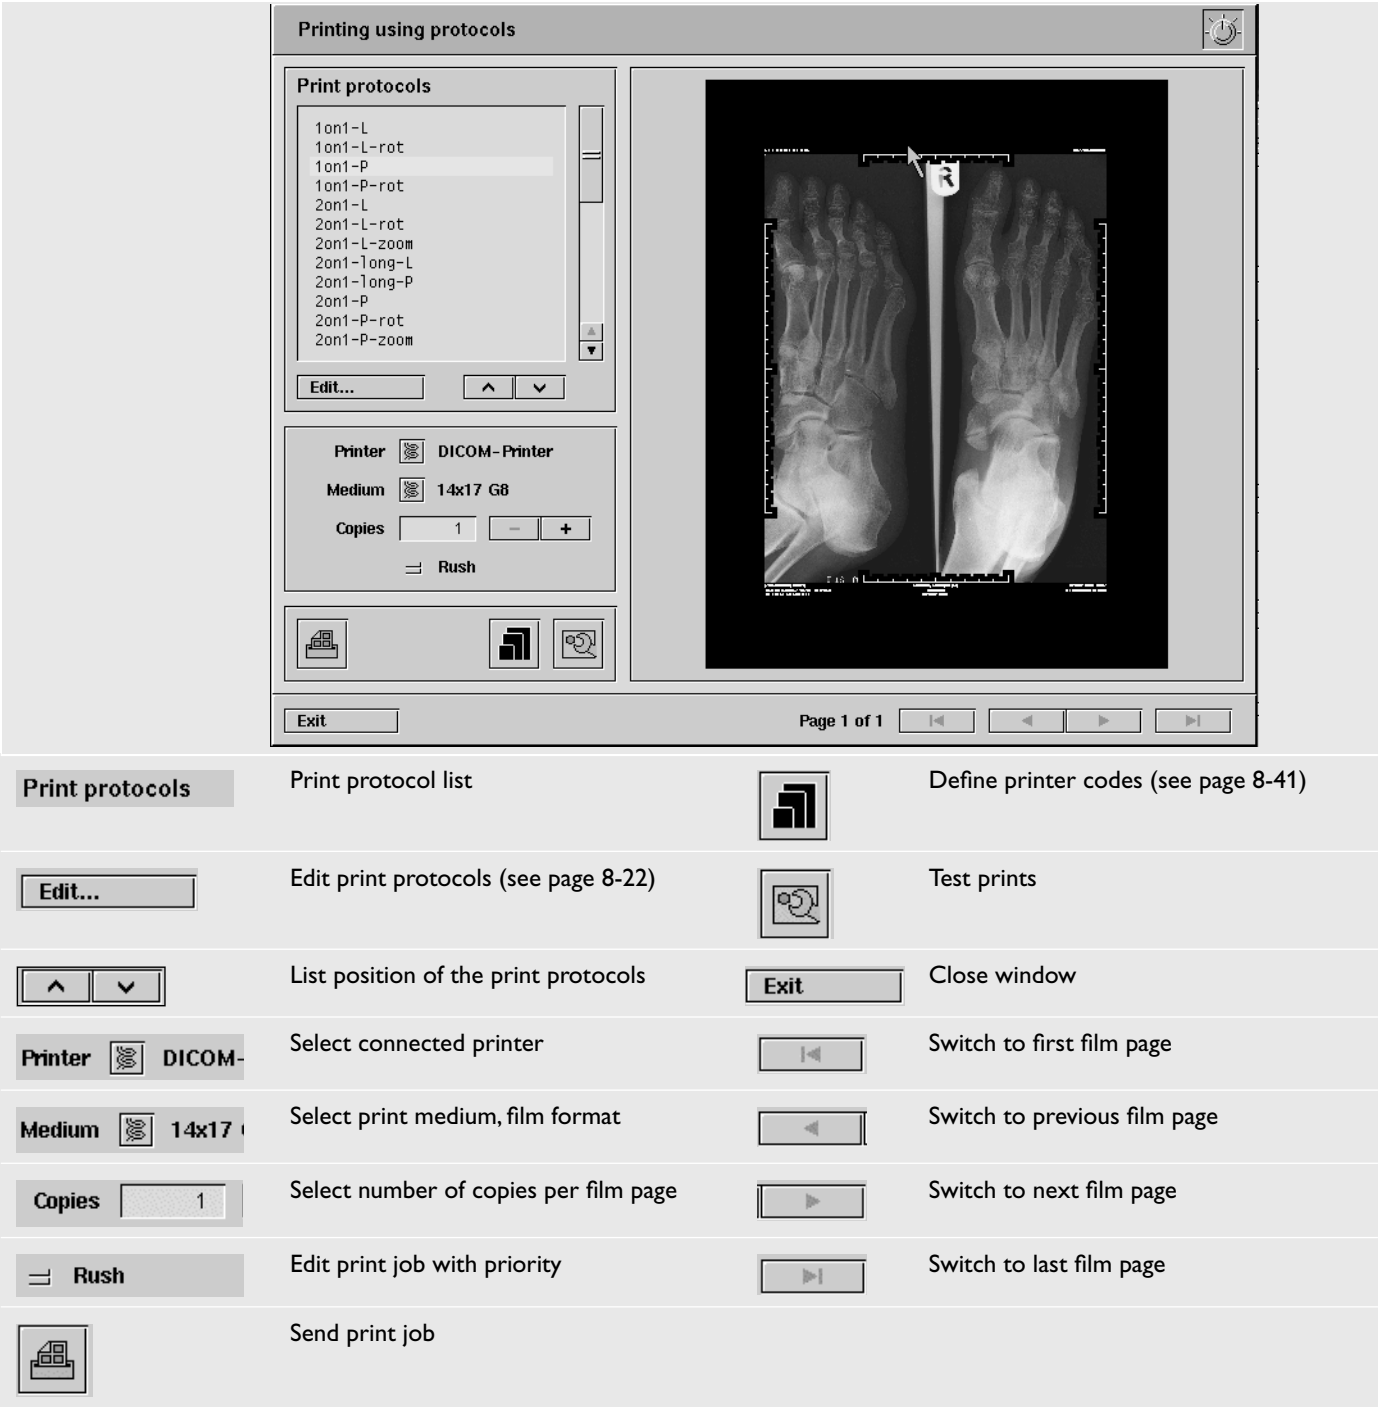 Printing using protocols
Print protocols
1on1-L
1on1-L-rot
1on1-P
1on1-P-rot
2on1-L
2on1-L-rot
2on1-L-zoom
2on1-long-L
2on1-long-P
2on1-P
2on1-P-rot
2on1-P-zoom
Edit...
Printer DICOM-Printer
Medium 14x17 G8
Copies 1 - +
Rush
R
Exit
Page 1 of 1
Print protocols Print protocol list
Define printer codes (see page 8-41)
Edit... Edit print protocols (see page 8-22)
Test prints
List position of the print protocols
Exit Close window
Printer DICOM- Select connected printer
Switch to first film page
Medium 14x17 Select print medium, film format
Switch to previous film page
Copies 1 Select number of copies per film page
Switch to next film page
Rush Edit print job with priority
Switch to last film page
Send print job